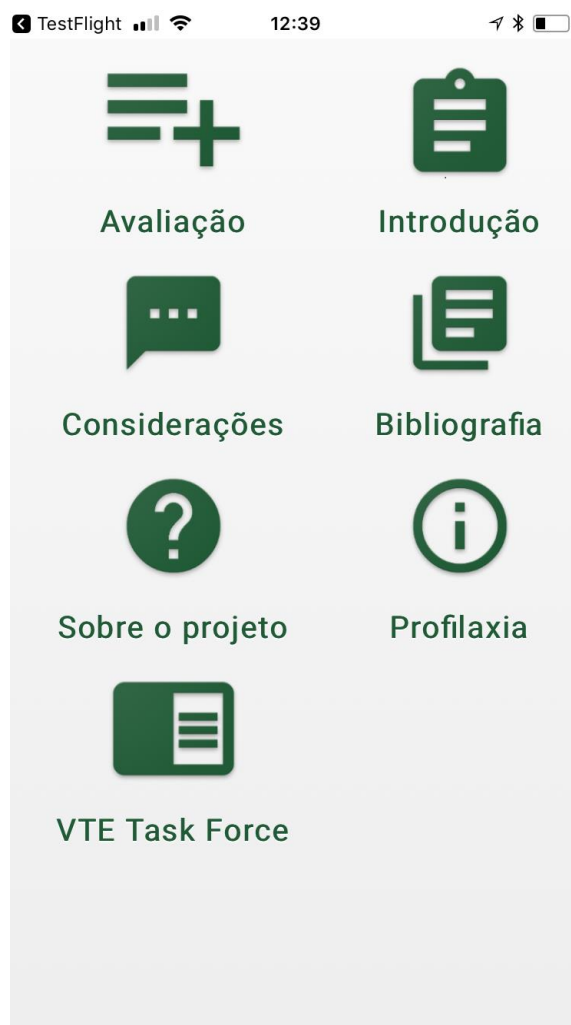 TestFlight 12:39
Avaliação Introdução
Considerações Bibliografia
Sobre o projeto Profilaxia
VTE Task Force